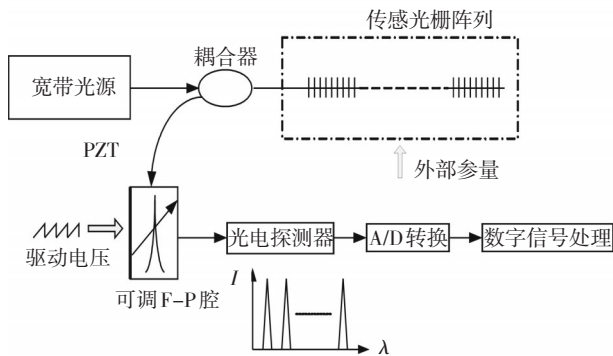 传感光栅阵列
耦合器
宽带光源
PZT
外部参量
驱动电压
光电探测器
A/D转换
数字信号处理
可调F-P腔
I
λ